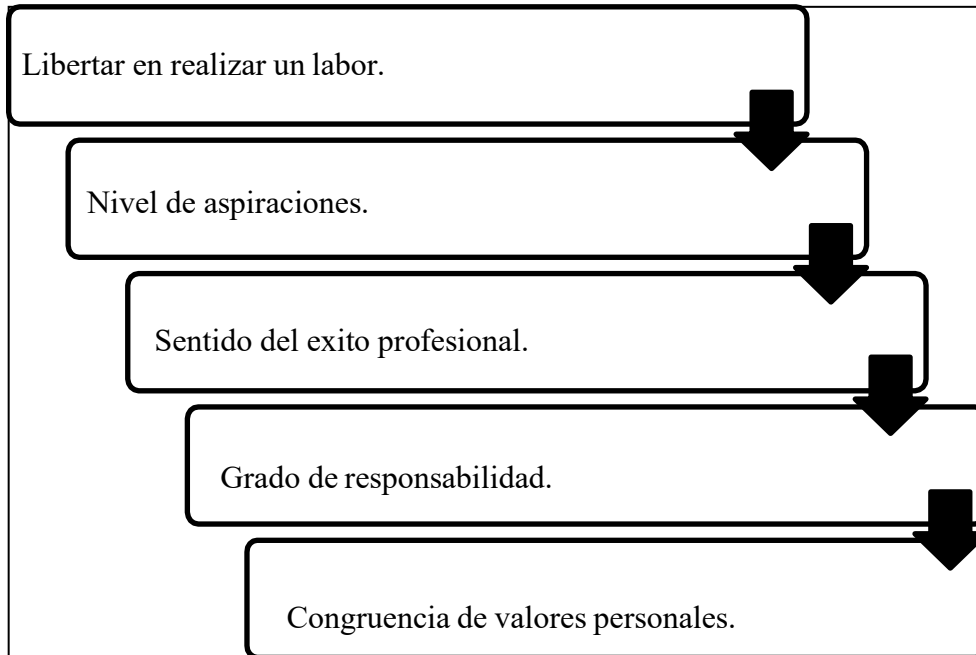 Libertar en realizar un labor.
Nivel de aspiraciones.
Sentido del exito profesional.
Grado de responsabilidad.
Congruencia de valores personales.